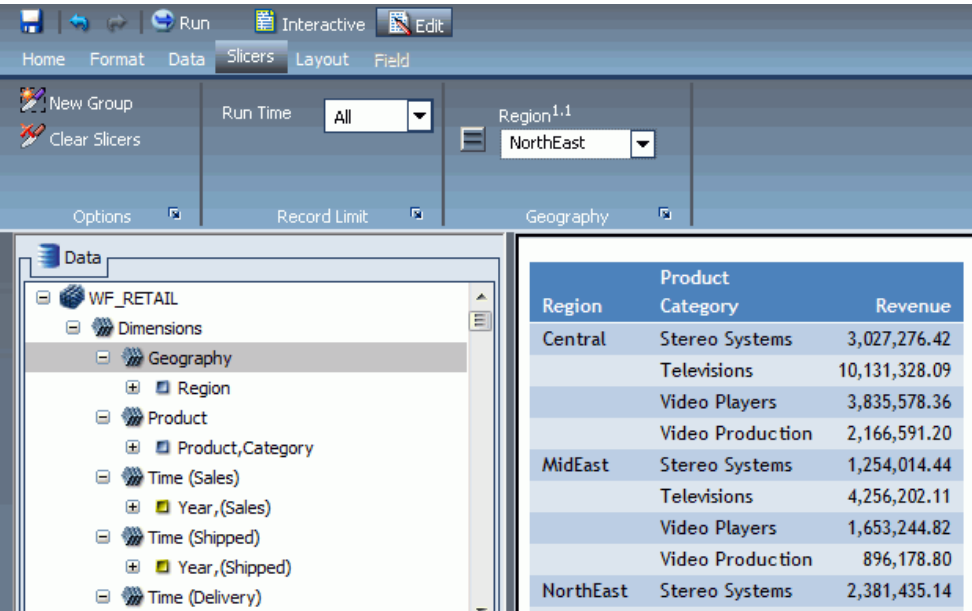 Run Interactive Edit
Home Format Data Slicers Layout Field
New Group
Clear Slicers
Options
Run Time All
Record Limit
Region1.1
NorthEast
Geography
Data
WF_RETAIL
Dimensions
Geography
Region
Product
Product,Category
Time (Sales)
Year,(Sales)
Time (Shipped)
Year,(Shipped)
Time (Delivery)
Product
Region Category Revenue
Central Stereo Systems 3,027,276.42
Televisions 10,131,328.09
Video Players 3,835,578.36
Video Production 2,166,591.20
MidEast Stereo Systems 1,254,014.44
Televisions 4,256,202.11
Video Players 1,653,244.82
Video Production 896,178.80
NorthEast Stereo Systems 2,381,435.14